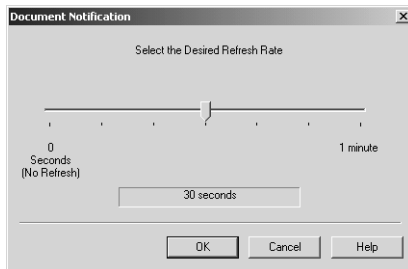 Document Notification
Select the Desired Refresh Rate
0
Seconds
(No Refresh)
1 minute
30 seconds
OK Cancel Help